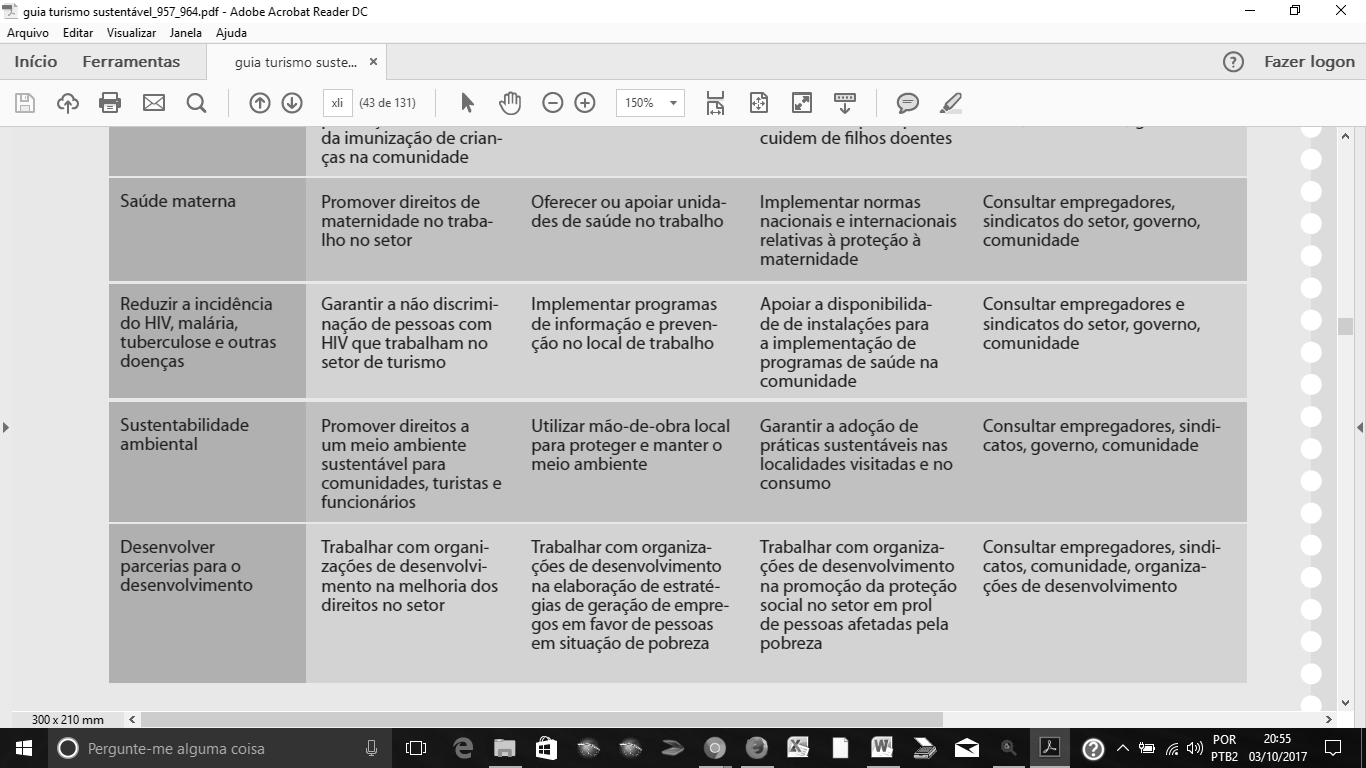 guia turismo sustentável_957_964.pdf - Adobe Acrobat Reader DC
Arquivo Editar Visualizar Janela Ajuda
Início Ferramentas guia turismo suste... × Fazer logon
xli (43 de 131) 150%
da imunização de crian-
ças na comunidade
cuidem de filhos doentes
Saúde materna
Promover direitos de
maternidade no traba-
lho no setor
Oferecer ou apoiar unida-
des de saúde no trabalho
Implementar normas
nacionais e internacionais
relativas à proteção à
maternidade
Consultar empregadores,
sindicatos do setor, governo,
comunidade
Reduzir a incidência
do HIV, malária,
tuberculose e outras
doenças
Garantir a não discrimi-
nação de pessoas com
HIV que trabalham no
setor de turismo
Implementar programas
de informação e preven-
ção no local de trabalho
Apoiar a disponibilida-
de de instalações para
a implementação de
programas de saúde na
comunidade
Consultar empregadores e
sindicatos do setor, governo,
comunidade
Sustentabilidade
ambiental
Promover direitos a
um meio ambiente
sustentável para
comunidades, turistas e
funcionários
Utilizar mão-de-obra local
para proteger e manter o
meio ambiente
Garantir a adoção de
práticas sustentáveis nas
localidades visitadas e no
consumo
Consultar empregadores, sindi-
catos, governo, comunidade
Desenvolver
parcerias para o
desenvolvimento
Trabalhar com organi-
zações de desenvolvi-
mento na melhoria dos
direitos no setor
Trabalhar com organiza-
ções de desenvolvimento
na elaboração de estraté-
gias de geração de empre-
gos em favor de pessoas
em situação de pobreza
Trabalhar com organiza-
ções de desenvolvimento
na promoção da proteção
social no setor em prol
de pessoas afetadas pela
pobreza
Consultar empregadores, sindi-
catos, comunidade, organiza-
ções de desenvolvimento
300 x 210 mm
Pergunte-me alguma coisa
POR
PTB2
20:55
03/10/2017